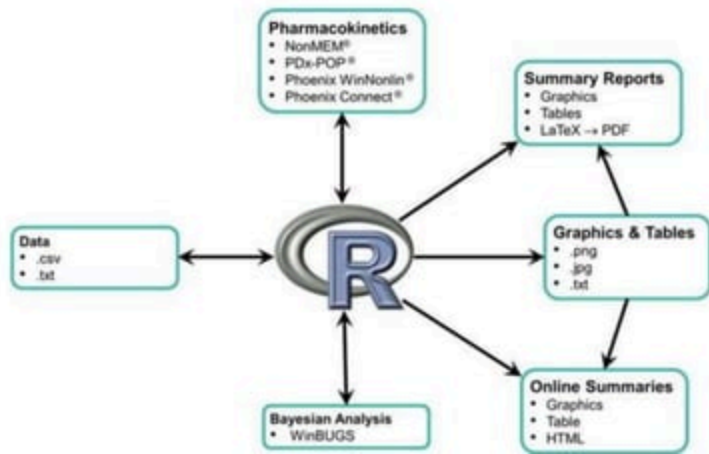 Pharmacokinetics
• NonMEM®
• PDx-POP®
• Phoenix WinNonlin®
• Phoenix Connect®
Summary Reports
• Graphics
• Tables
• LaTeX → PDF
Data
• .csv
• .txt
R
Graphics & Tables
• .png
• .jpg
• .txt
Bayesian Analysis
• WinBUGS
Online Summaries
• Graphics
• Table
• HTML